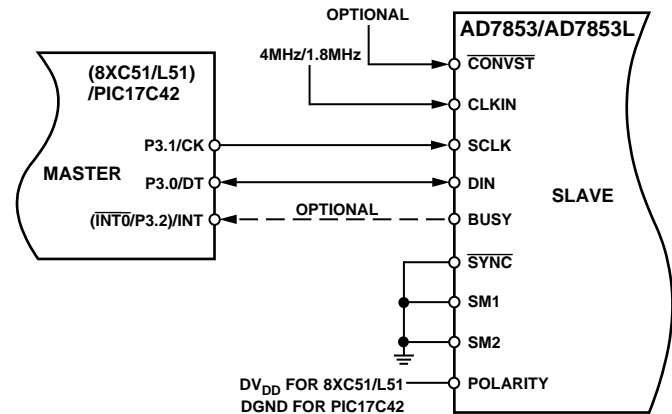 OPTIONAL
AD7853/AD7853L
(8XC51/L51)
/PIC17C42
4MHz/1.8MHz
CONVST
CLKIN
P3.1/CK
SCLK
MASTER
P3.0/DT
DIN
SLAVE
(INT0/P3.2)/INT
OPTIONAL
BUSY
SYNC
SM1
SM2
DVDD FOR 8XC51/L51
DGND FOR PIC17C42
POLARITY